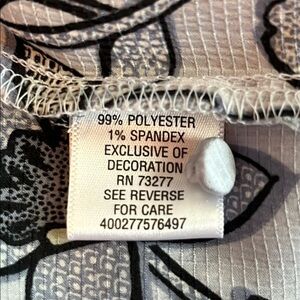 99% POLYESTER
1% SPANDEX
EXCLUSIVE OF
DECORATION
RN 73277
SEE REVERSE
FOR CARE
400277576497